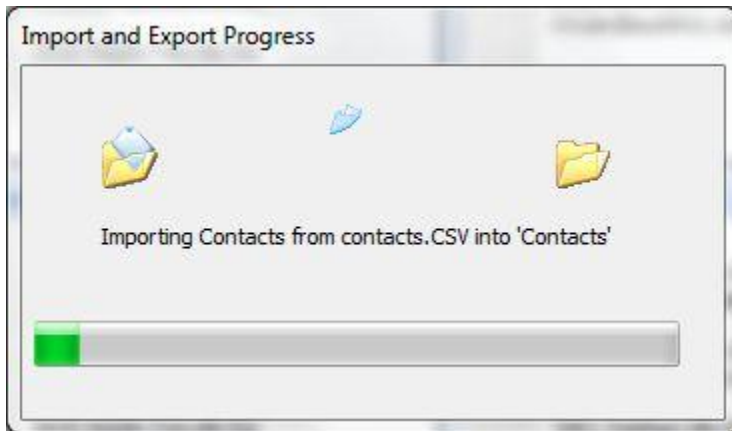 Import and Export Progress
Importing Contacts from contacts.CSV into 'Contacts'